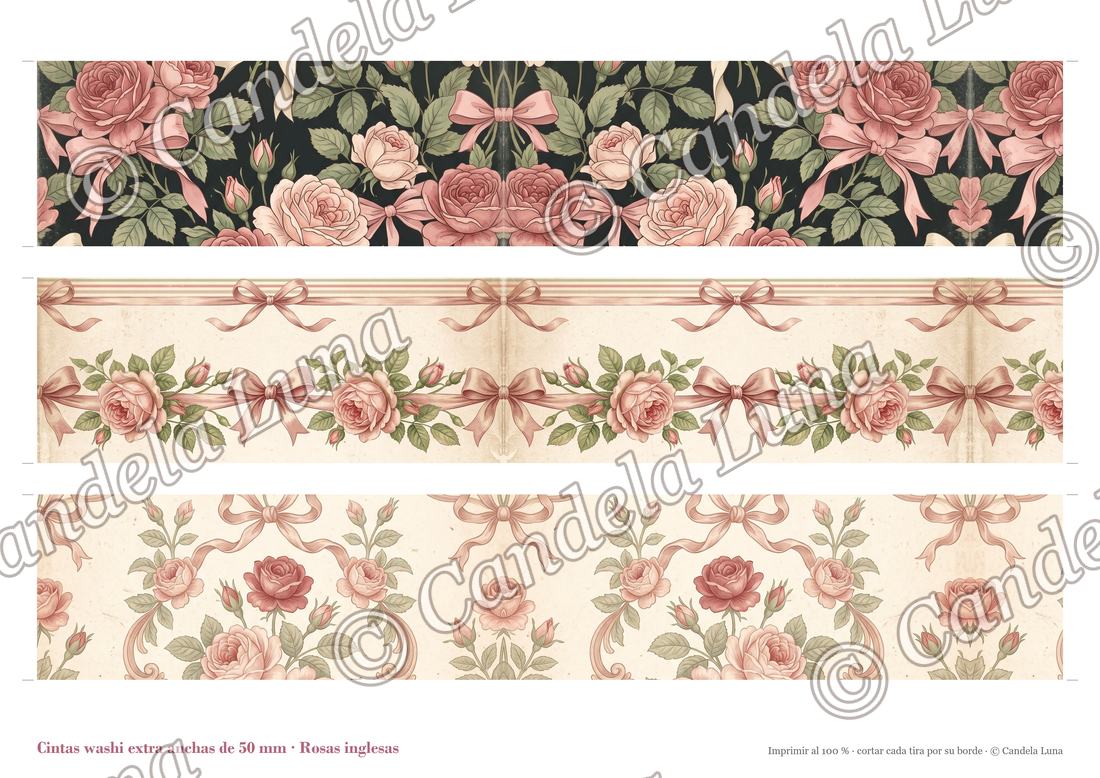 © Candela Luna
© Candela Luna
© Candela Luna
© Candela Luna
© Candela Luna
Cintas washi extra anchas de 50 mm · Rosas inglesas
Imprimir al 100 % · cortar cada tira por su borde · © Candela Luna